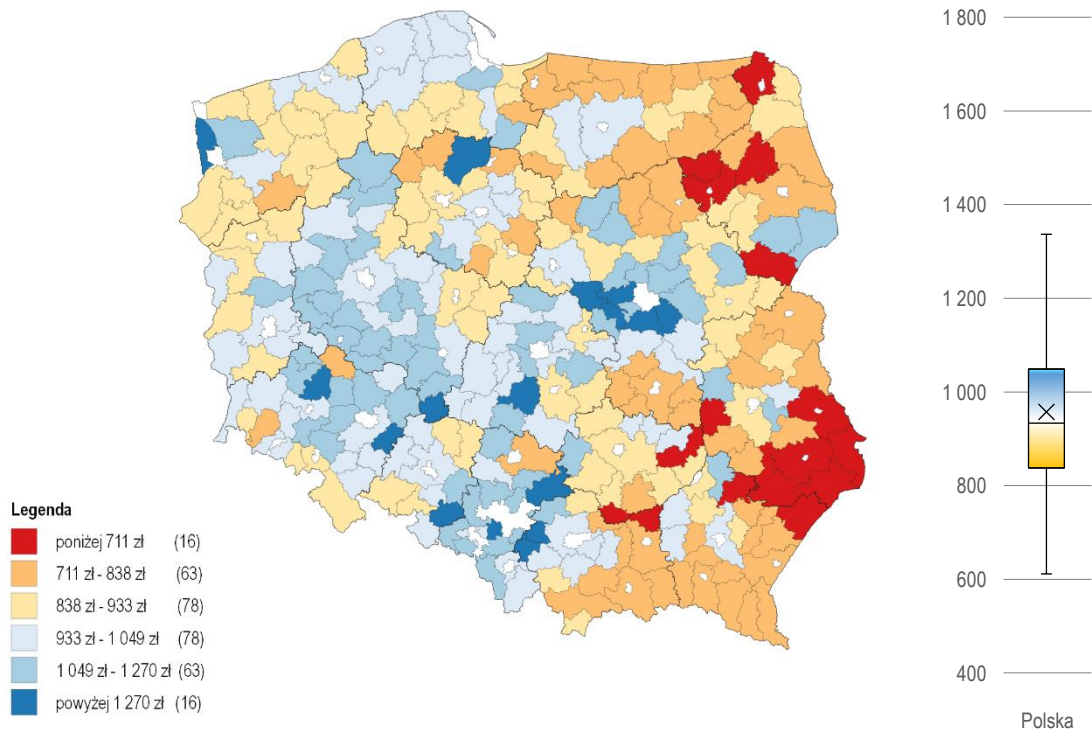 Legenda
poniżej 711 zł (16)
711 zł - 838 zł (63)
838 zł - 933 zł (78)
933 zł - 1 049 zł (78)
1 049 zł - 1 270 zł (63)
powyżej 1 270 zł (16)
1 800
1 600
1 400
1 200
1 000
800
600
400
Polska